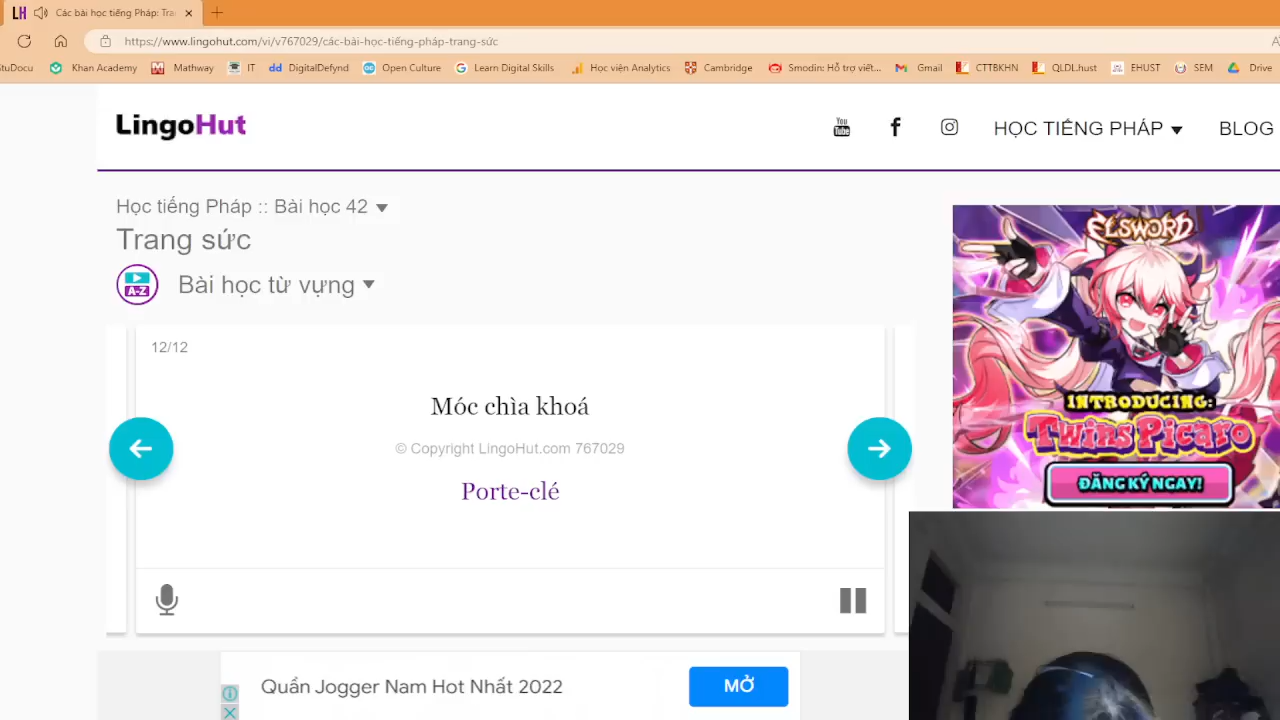 LH Các bài học tiếng Pháp: Tra
https://www.lingohut.com/vi/v767029/các-bài-học-tiếng-pháp-trang-sức
StuDocu Khan Academy Mathway IT dd DigitalDefynd Open Culture Learn Digital Skills Học viện Analytics Cambridge Smodin: Hỗ trợ viết... Gmail CTTBKHN QLDL.hust EHUST SEM Drive
LingoHut
You Tube HỌC TIẾNG PHÁP BLOG
Học tiếng Pháp :: Bài học 42
Trang sức
A-Z Bài học từ vựng
12/12
Móc chìa khoá
© Copyright LingoHut.com 767029
Porte-clé
ELSWORD
INTRODUCING:
Twins Picaro
ĐĂNG KÝ NGAY!
Quần Jogger Nam Hot Nhất 2022
MỞ